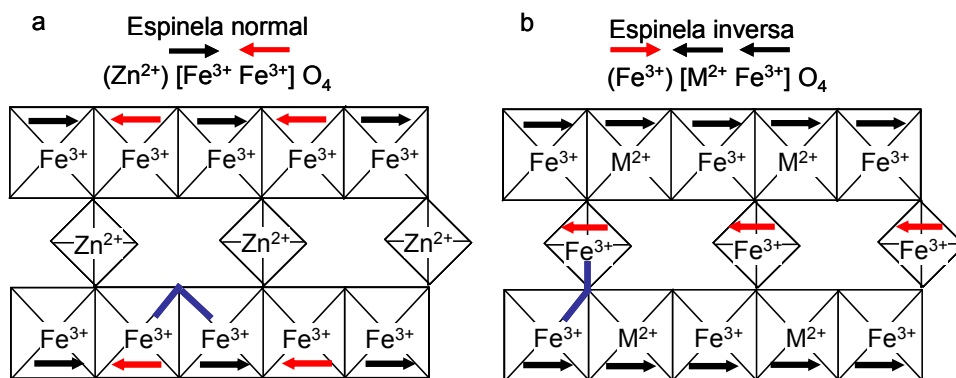 a
Espinela normal
(Zn²⁺) [Fe³⁺ Fe³⁺] O₄
Fe³⁺ Fe³⁺ Fe³⁺ Fe³⁺ Fe³⁺
Zn²⁺ Zn²⁺ Zn²⁺
Fe³⁺ Fe³⁺ Fe³⁺ Fe³⁺ Fe³⁺
b
Espinela inversa
(Fe³⁺) [M²⁺ Fe³⁺] O₄
Fe³⁺ M²⁺ Fe³⁺ M²⁺ Fe³⁺
Fe³⁺ Fe³⁺ Fe³⁺
Fe³⁺ M²⁺ Fe³⁺ M²⁺ Fe³⁺